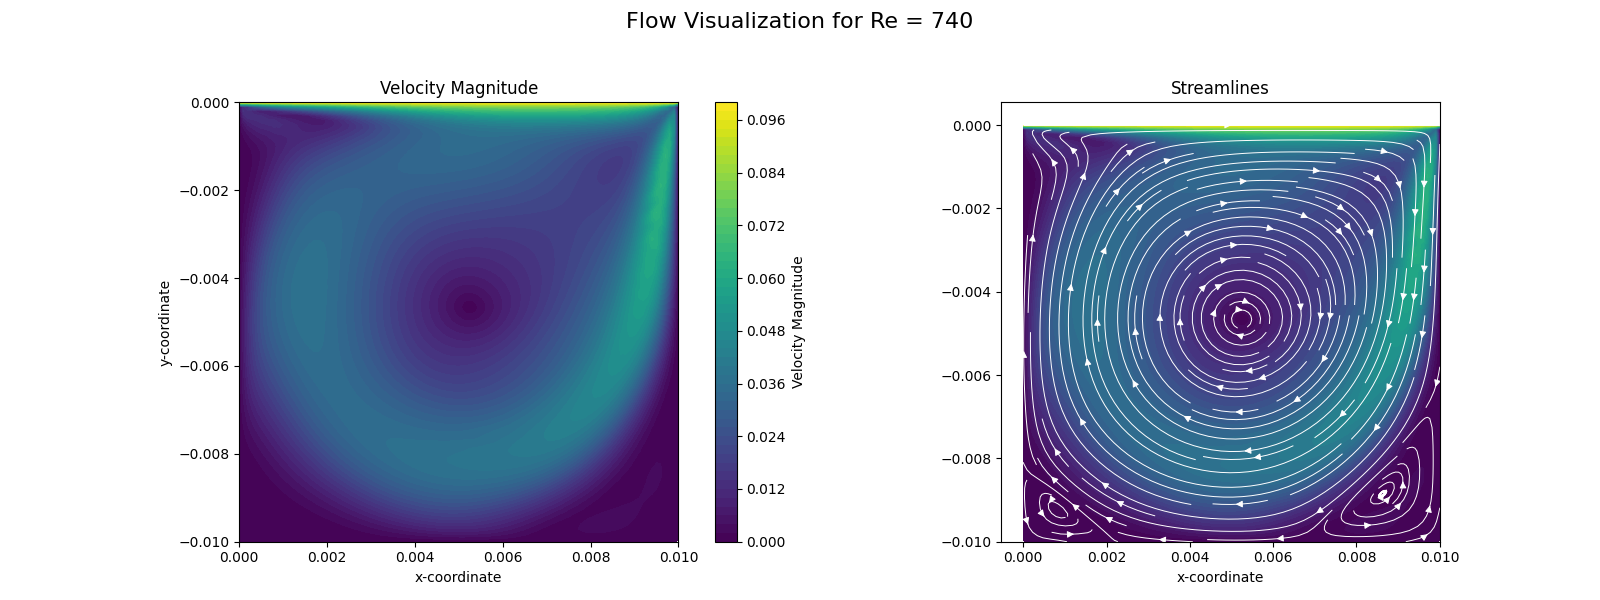 Flow Visualization for Re = 740
Velocity Magnitude
0.000
−0.002
−0.004
−0.006
−0.008
−0.010
y-coordinate
0.000 0.002 0.004 0.006 0.008 0.010
x-coordinate
0.096
0.084
0.072
0.060
0.048
0.036
0.024
0.012
0.000
Velocity Magnitude
Streamlines
0.000
−0.002
−0.004
−0.006
−0.008
−0.010
0.000 0.002 0.004 0.006 0.008 0.010
x-coordinate